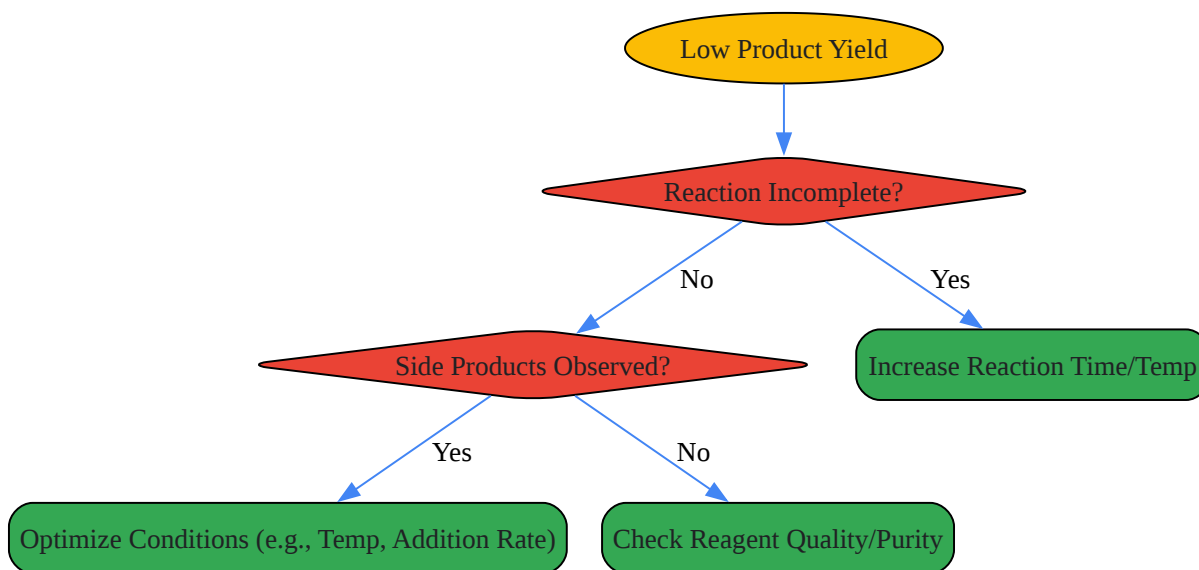 Low Product Yield
Reaction Incomplete?
No
Yes
Side Products Observed?
Increase Reaction Time/Temp
Yes
No
Optimize Conditions (e.g., Temp, Addition Rate)
Check Reagent Quality/Purity